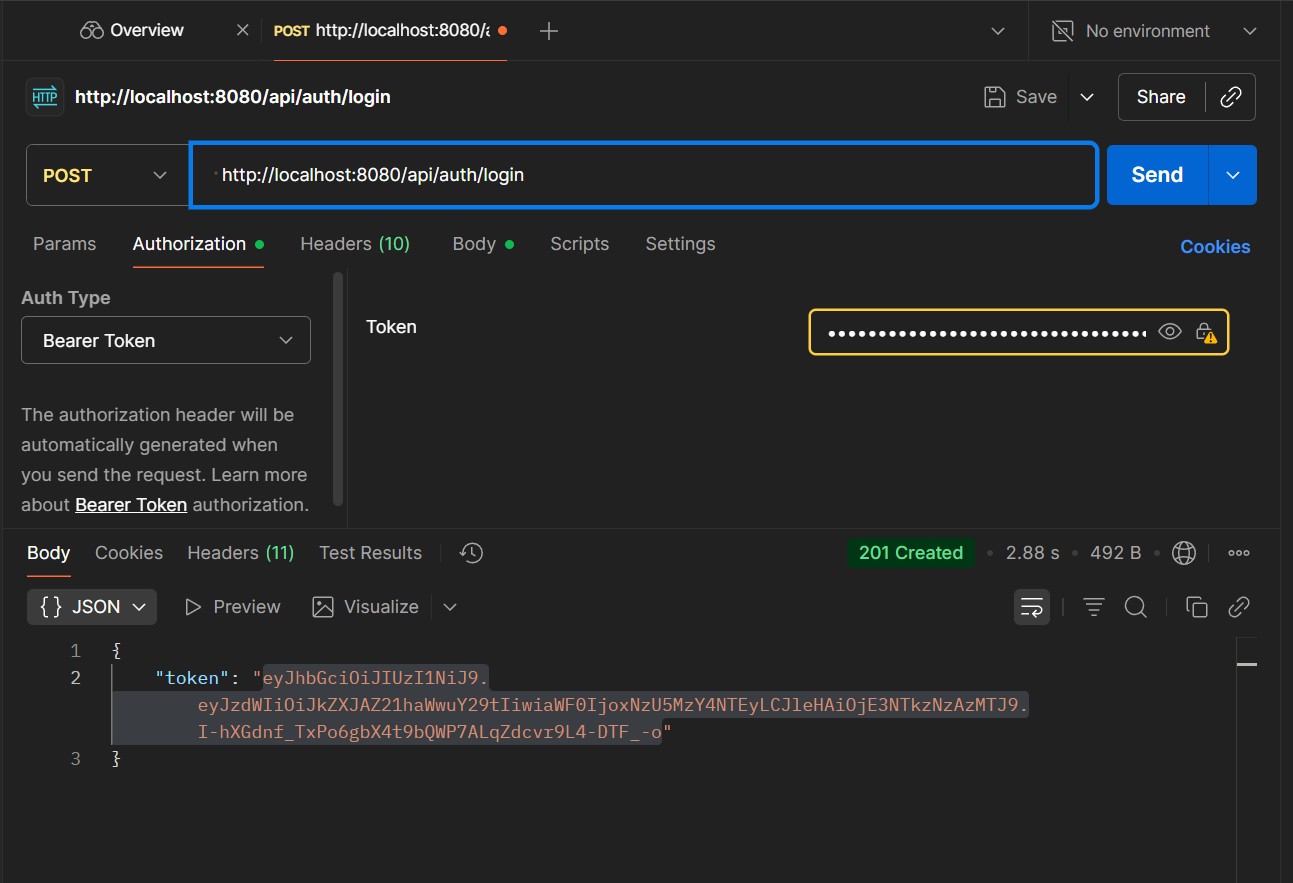 Overview
POST http://localhost:8080/a
No environment
HTTP http://localhost:8080/api/auth/login
Save
Share
POST
http://localhost:8080/api/auth/login
Send
Params Authorization Headers (10) Body Scripts Settings
Cookies
Auth Type
Bearer Token
Token
The authorization header will be
automatically generated when
you send the request. Learn more
about Bearer Token authorization.
Body Cookies Headers (11) Test Results
201 Created • 2.88 s • 492 B
{} JSON Preview Visualize
1 {
2 "token": "eyJhbGciOiJIUzI1NiJ9.
eyJzdWIiOiJkZXJAZ21haWwuY29tIiwiaWF0IjoxNzU5MzY4NTEyLCJleHAiOjE3NTkzNzAzMTJ9.
I-hXGdnf_TxPo6gbX4t9bQWP7ALqZdcvr9L4-DTF_-o"
3 }